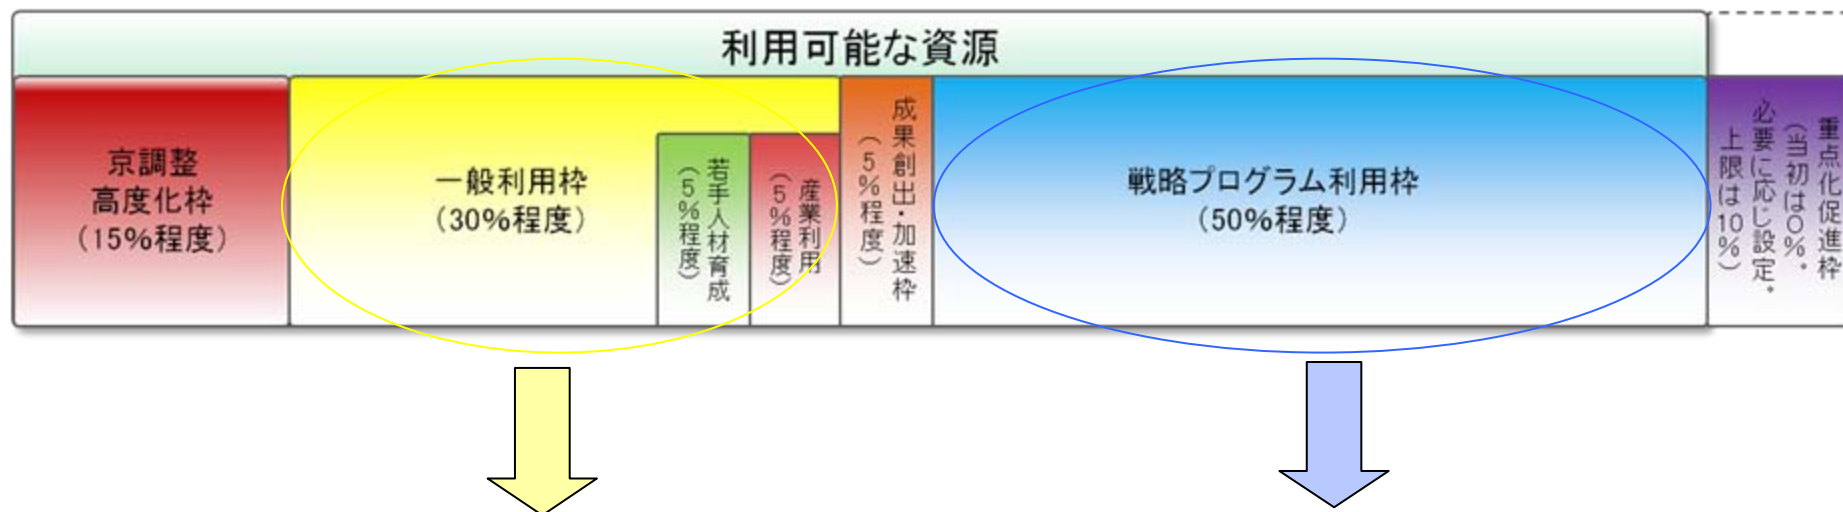 利用可能な資源
京調整
高度化枠
（15%程度）
一般利用枠
（30%程度）
若手人材育成
（５％程度）
産業利用
（５％程度）
成果創出・加速枠
（５％程度）
戦略プログラム利用枠
（50%程度）
重点化促進枠
（当初は０％。
必要に応じ設定。
上限は10％）